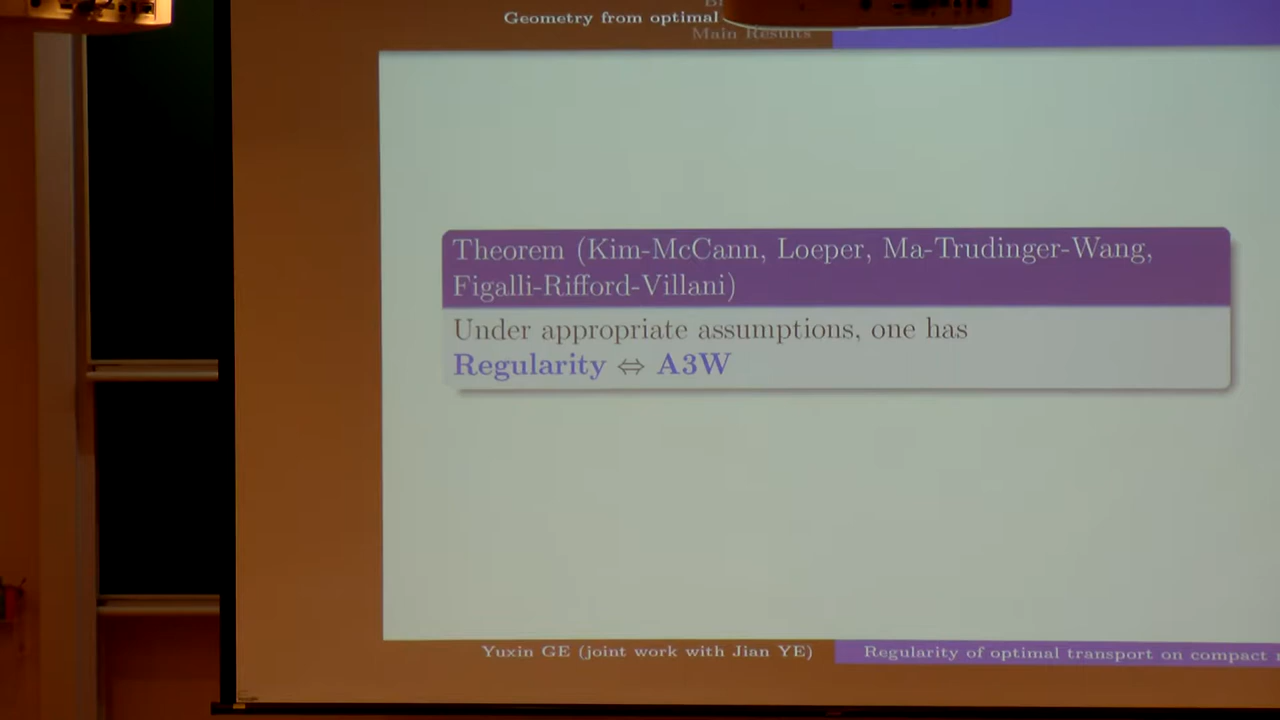 Geometry from optimal
Main Results
Theorem (Kim-McCann, Loeper, Ma-Trudinger-Wang,
Figalli-Rifford-Villani)
Under appropriate assumptions, one has
Regularity ⇔ A3W
Yuxin GE (joint work with Jian YE)
Regularity of optimal transport on compact